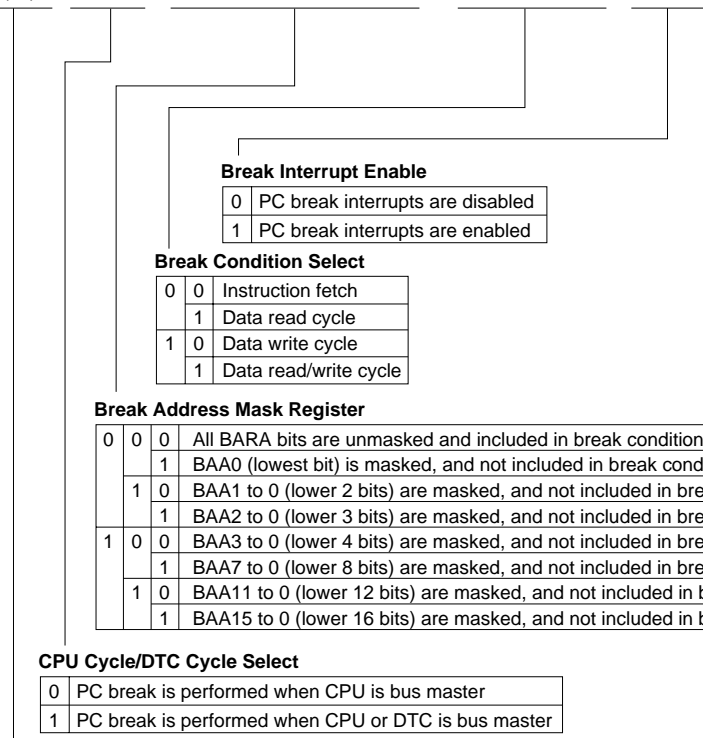 Break Interrupt Enable
0 PC break interrupts are disabled
1 PC break interrupts are enabled
Break Condition Select
0 0 Instruction fetch
1 Data read cycle
1 0 Data write cycle
1 Data read/write cycle
Break Address Mask Register
0 0 0 All BARA bits are unmasked and included in break condition
1 BAA0 (lowest bit) is masked, and not included in break
1 0 BAA1 to 0 (lower 2 bits) are masked, and not included in
1 BAA2 to 0 (lower 3 bits) are masked, and not included in
1 0 0 BAA3 to 0 (lower 4 bits) are masked, and not included in
1 BAA7 to 0 (lower 8 bits) are masked, and not included in
1 0 BAA11 to 0 (lower 12 bits) are masked, and not included in
1 BAA15 to 0 (lower 16 bits) are masked, and not included in
CPU Cycle/DTC Cycle Select
0 PC break is performed when CPU is bus master
1 PC break is performed when CPU or DTC is bus master